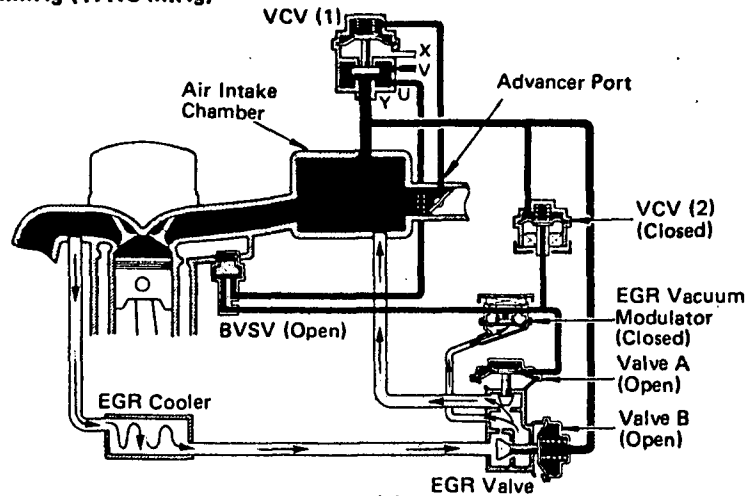 VCV (1)
X
V
Y U
Air Intake
Chamber
Advancer Port
VCV (2)
(Closed)
EGR Vacuum
Modulator
(Closed)
BVSV (Open)
Valve A
(Open)
EGR Cooler
Valve B
(Open)
EGR Valve